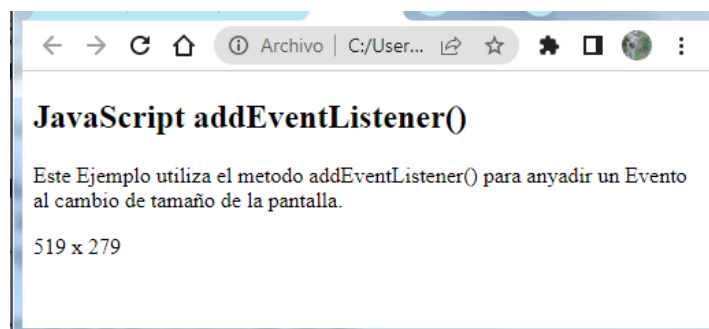 Archivo C:/User...
JavaScript addEventListener()
Este Ejemplo utiliza el metodo addEventListener() para anyadir un Evento
al cambio de tamaño de la pantalla.
519 x 279